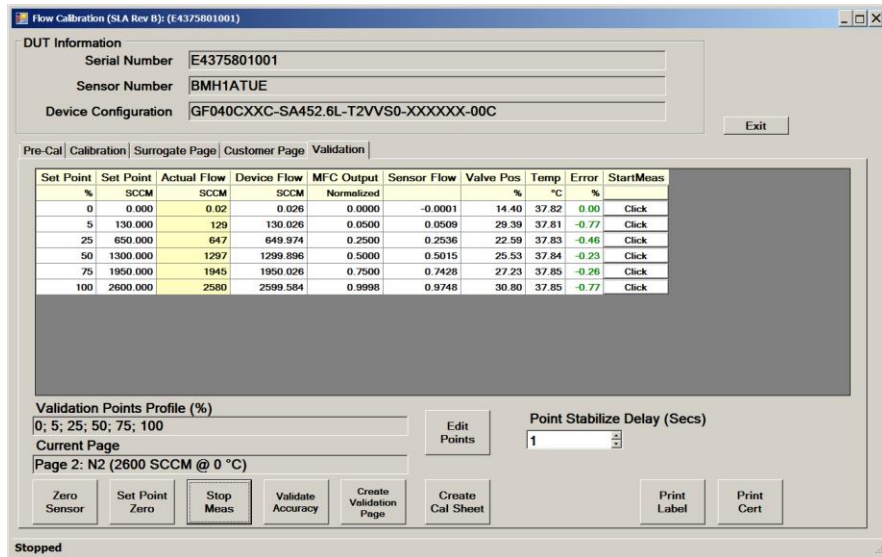 Flow Calibration (SLA Rev B): (E4375801001)
DUT Information
Serial Number E4375801001
Sensor Number BMH1ATUE
Device Configuration GF040CXXC-SA452.6L-T2VVS0-XXXXXX-00C
Exit
Pre-Cal Calibration Surrogate Page Customer Page Validation
Set Point Set Point Actual Flow Device Flow MFC Output Sensor Flow Valve Pos Temp Error StartMeas
% SCCM SCCM SCCM Normalized % °C %
0 0.000 0.02 0.026 0.0000 -0.0001 14.40 37.82 0.00 Click
5 130.000 129 130.026 0.0500 0.0509 29.39 37.81 -0.77 Click
25 650.000 647 649.974 0.2500 0.2536 22.59 37.83 -0.46 Click
50 1300.000 1297 1299.896 0.5000 0.5015 25.53 37.84 -0.23 Click
75 1950.000 1945 1950.026 0.7500 0.7428 27.23 37.85 -0.26 Click
100 2600.000 2580 2599.584 0.9998 0.9748 30.80 37.85 -0.77 Click
Validation Points Profile (%)
0; 5; 25; 50; 75; 100
Current Page
Page 2: N2 (2600 SCCM @ 0 °C)
Edit
Points
Point Stabilize Delay (Secs)
1
Zero
Sensor
Set Point
Zero
Stop
Meas
Validate
Accuracy
Create
Validation
Page
Create
Cal Sheet
Print
Label
Print
Cert
Stopped